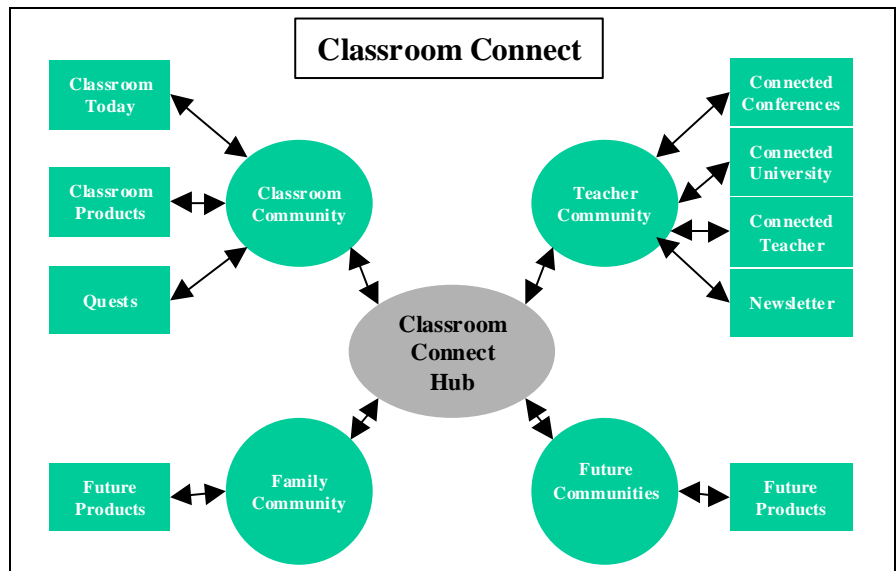 Classroom Connect
Classroom
Today
Classroom
Products
Quests
Classroom
Community
Teacher
Community
Connected
Conferences
Connected
University
Connected
Teacher
Newsletter
Classroom
Connect
Hub
Future
Products
Family
Community
Future
Communities
Future
Products